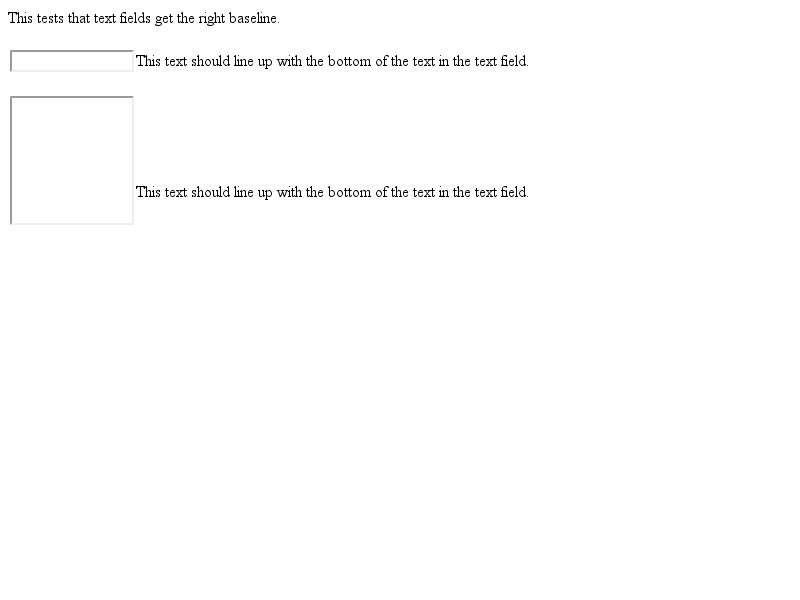 This tests that text fields get the right baseline.
This text should line up with the bottom of the text in the text field.
This text should line up with the bottom of the text in the text field.